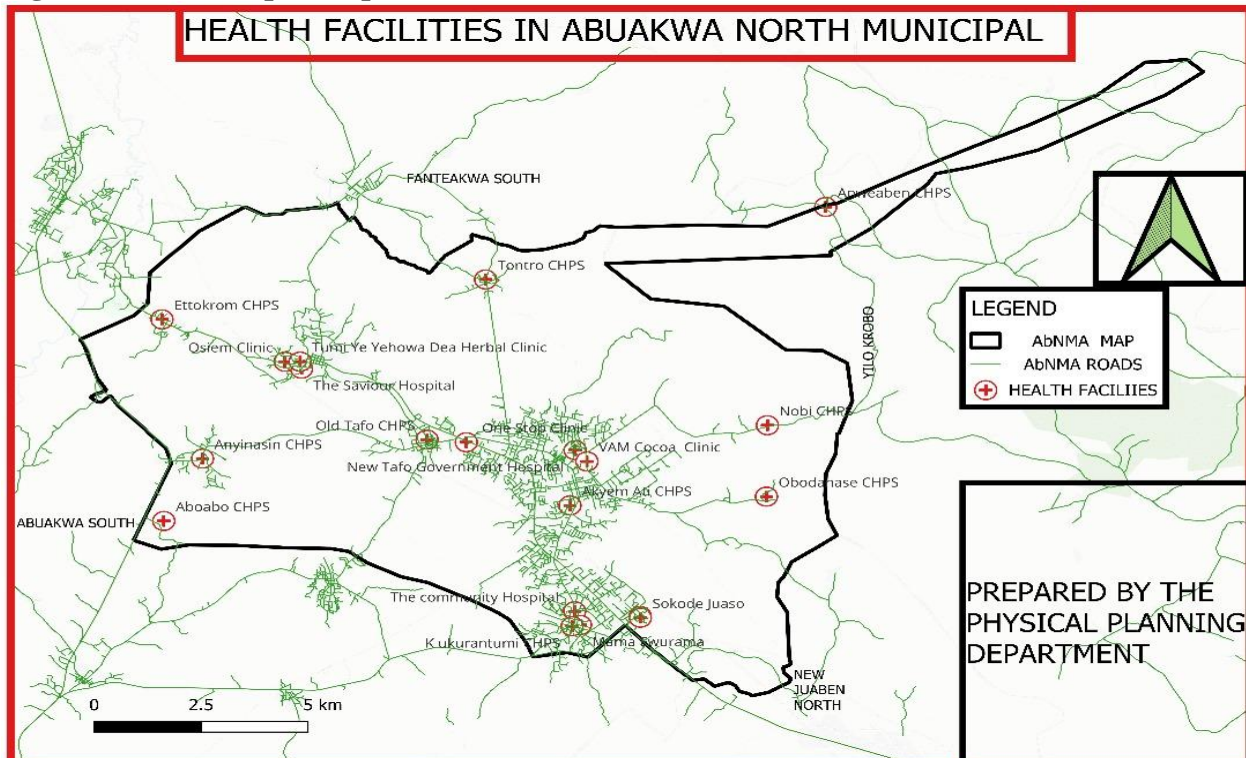 HEALTH FACILITIES IN ABUAKWA NORTH MUNICIPAL
FANTEAKWA SOUTH
Apweaben CHPS
Tontro CHPS
Ettokrom CHPS
Osiem Clinic
Tumi Ye Yehowa Dea Herbal Clinic
The Saviour Hospital
YILO KROBO
LEGEND
AbNMA MAP
AbNMA ROADS
HEALTH FACILIIES
Old Tafo CHPS
One Stop Clinic
Nobi CHPS
Anyinasin CHPS
VAM Cocoa Clinic
New Tafo Government Hospital
Akyem Ati CHPS
Obodanase CHPS
Aboabo CHPS
ABUAKWA SOUTH
The community Hospital
Sokode Juaso
K ukurantumi CHPS
Mama Awurama
PREPARED BY THE
PHYSICAL PLANNING
DEPARTMENT
NEW
JUABEN
NORTH
0 2.5 5 km